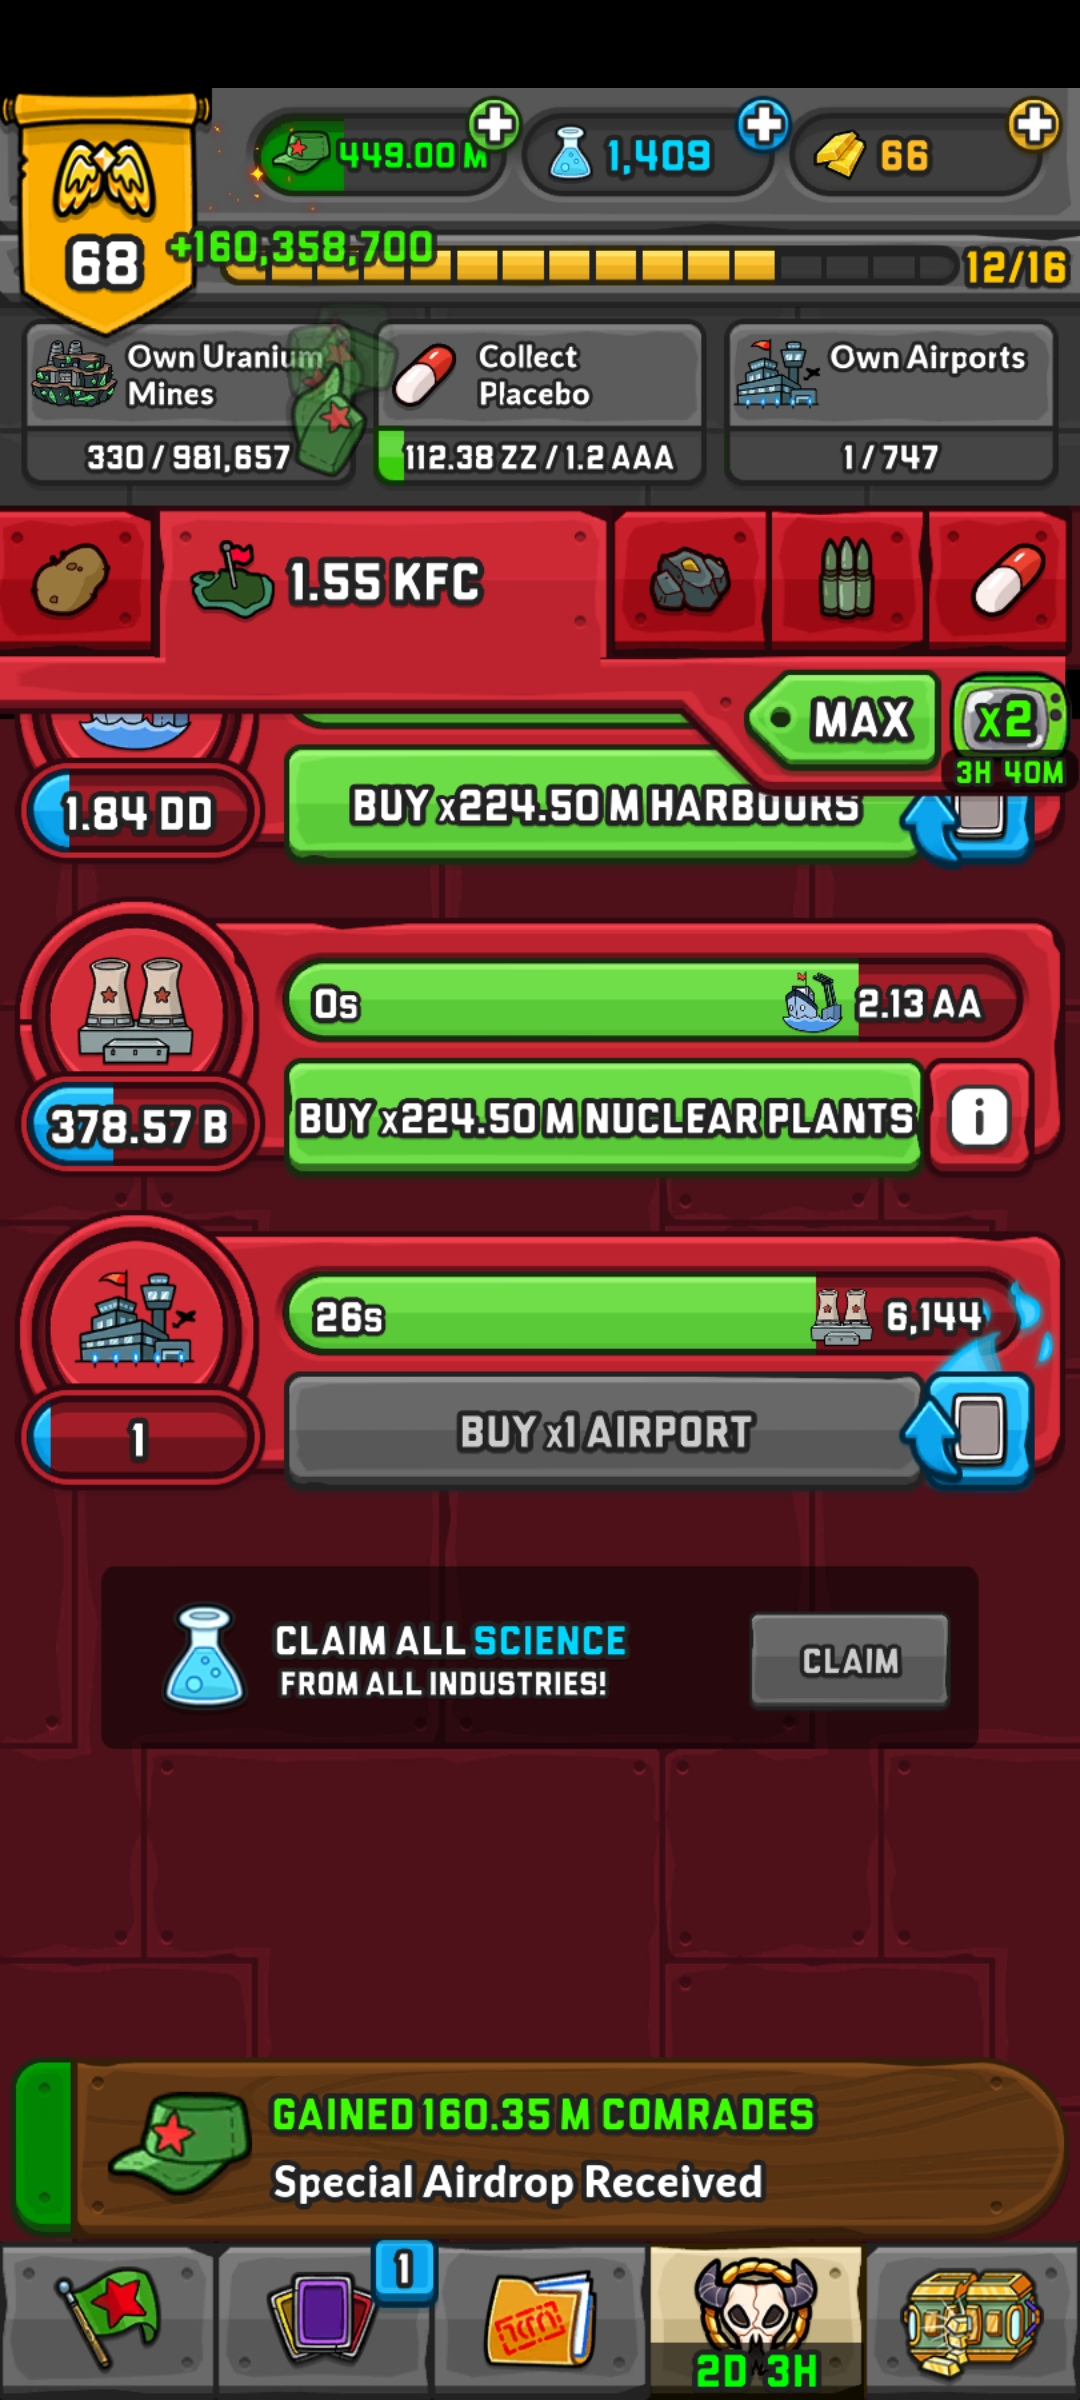 449.00 M
1,409
66
68
+160,358,700
12/16
Own Uranium
Mines
330 / 981,657
Collect
Placebo
112.38 ZZ / 1.2 AAA
Own Airports
1 / 747
1.55 KFC
MAX
x2
3H 40M
1.84 DD
BUY x224.50 M HARBOURS
0s
2.13 AA
378.57 B
BUY x224.50 M NUCLEAR PLANTS
i
26s
6,144
1
BUY x1 AIRPORT
CLAIM ALL SCIENCE
FROM ALL INDUSTRIES!
CLAIM
GAINED 160.35 M COMRADES
Special Airdrop Received
1
2D 3H